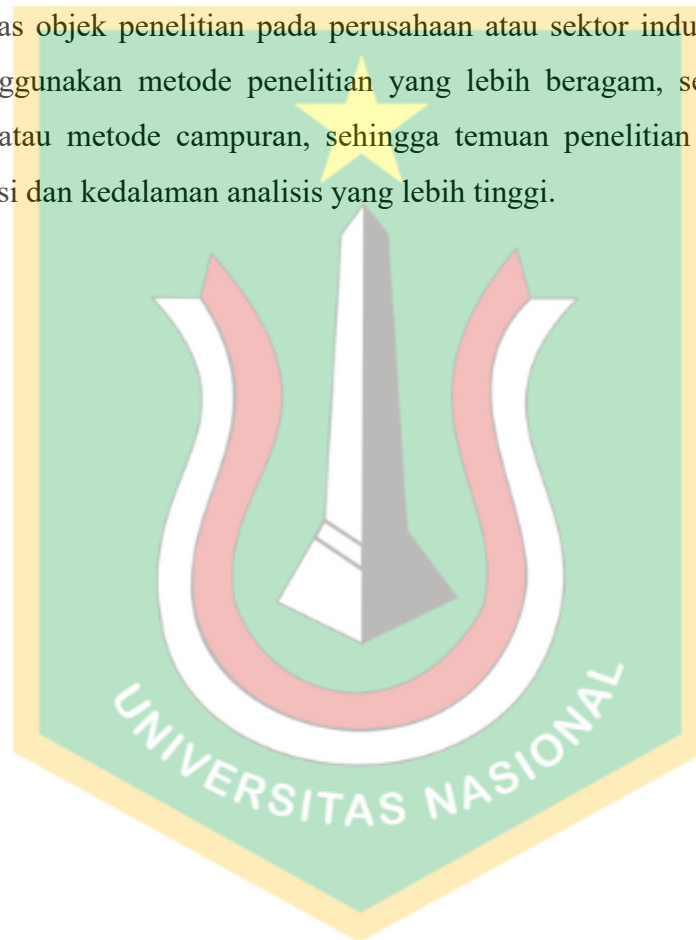 as objek penelitian pada perusahaan atau sektor indu
ggunakan metode penelitian yang lebih beragam, se
atau metode campuran, sehingga temuan penelitian
si dan kedalaman analisis yang lebih tinggi.
UNIVERSITAS NASIONAL